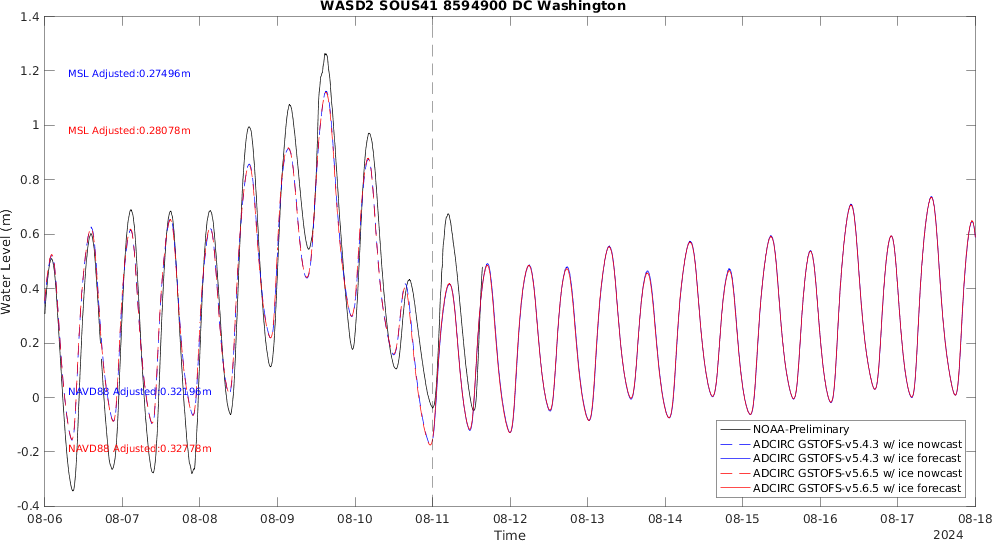 WASD2 SOUS41 8594900 DC Washington
1.4
1.2
1
0.8
0.6
0.4
0.2
0
-0.2
-0.4
Water Level (m)
MSL Adjusted:0.27496m
MSL Adjusted:0.28078m
NAVD88 Adjusted:0.32196m
NAVD88 Adjusted:0.32778m
NOAA-Preliminary
ADCIRC GSTOFS-v5.4.3 w/ ice nowcast
ADCIRC GSTOFS-v5.4.3 w/ ice forecast
ADCIRC GSTOFS-v5.6.5 w/ ice nowcast
ADCIRC GSTOFS-v5.6.5 w/ ice forecast
08-06 08-07 08-08 08-09 08-10 08-11 08-12 08-13 08-14 08-15 08-16 08-17 08-18
Time
2024